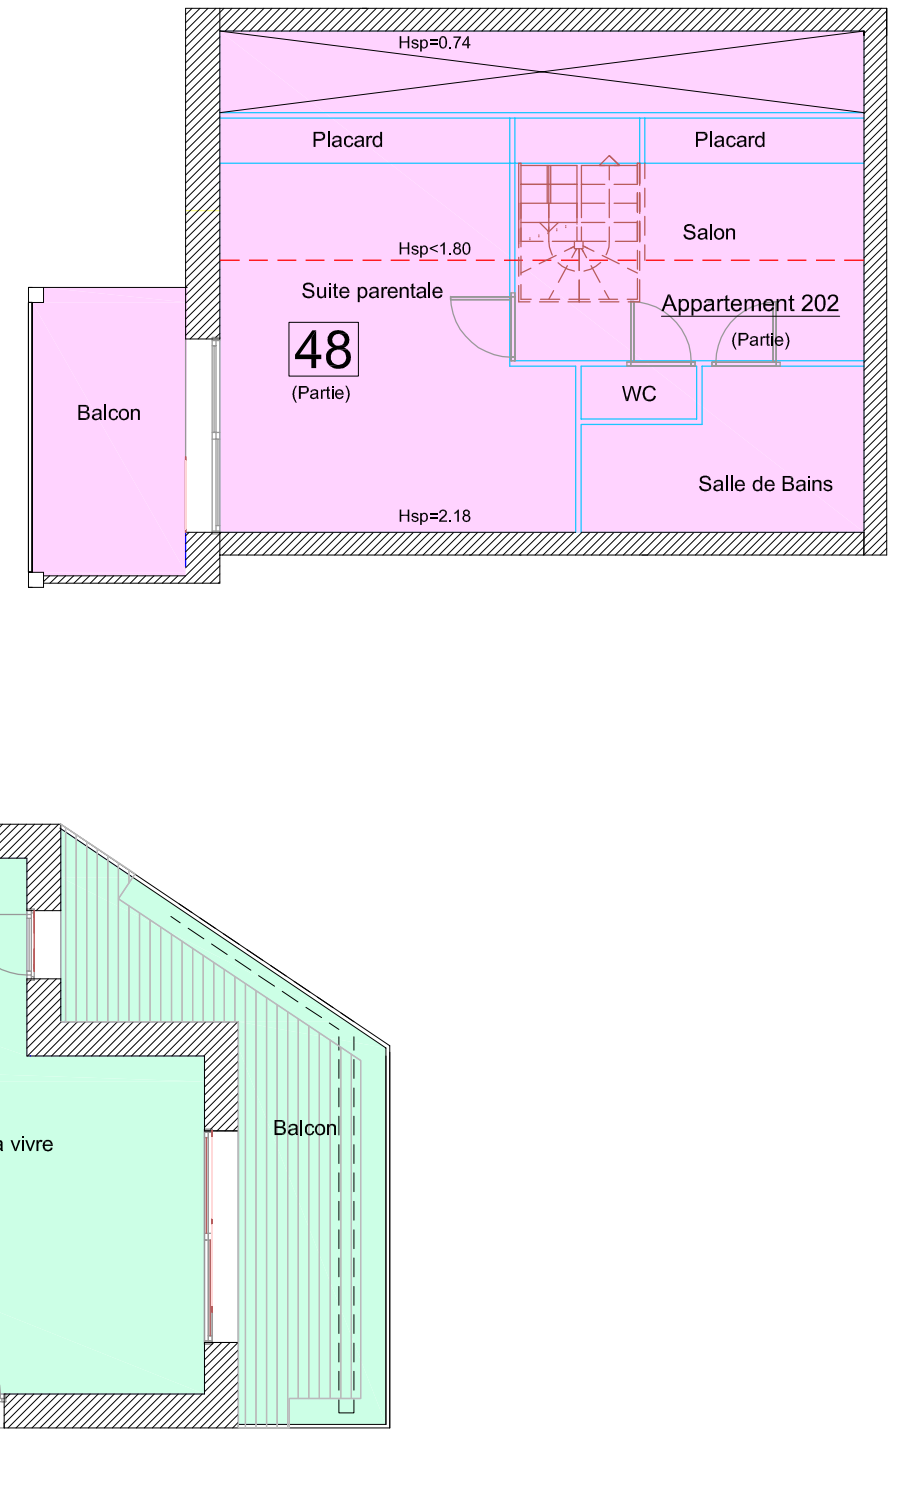 Hsp=0.74
Placard
Placard
Salon
Hsp<1.80
Suite parentale
Appartement 202
(Partie)
48
(Partie)
WC
Balcon
Salle de Bains
Hsp=2.18
Balcon
a vivre